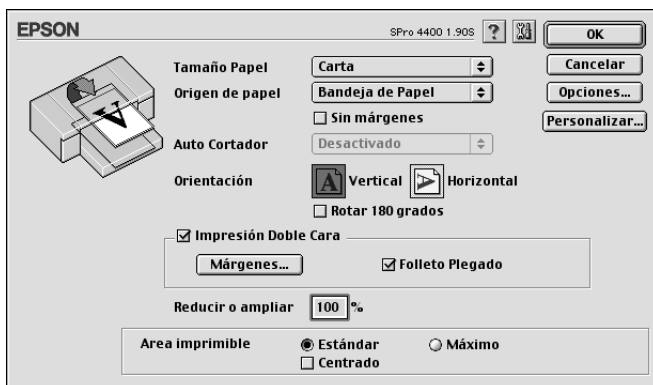 EPSON
SPro 4400 1.90S
?
OK
Tamaño Papel
Carta
Cancelar
Origen de papel
Bandeja de Papel
Opciones...
Sin márgenes
Personalizar...
Auto Cortador
Desactivado
Orientación
A Vertical
A Horizontal
Rotar 180 grados
Impresión Doble Cara
Márgenes...
Folleto Plegado
Reducir o ampliar
100 %
Area imprimible
Estándar
Máximo
Centrado
A